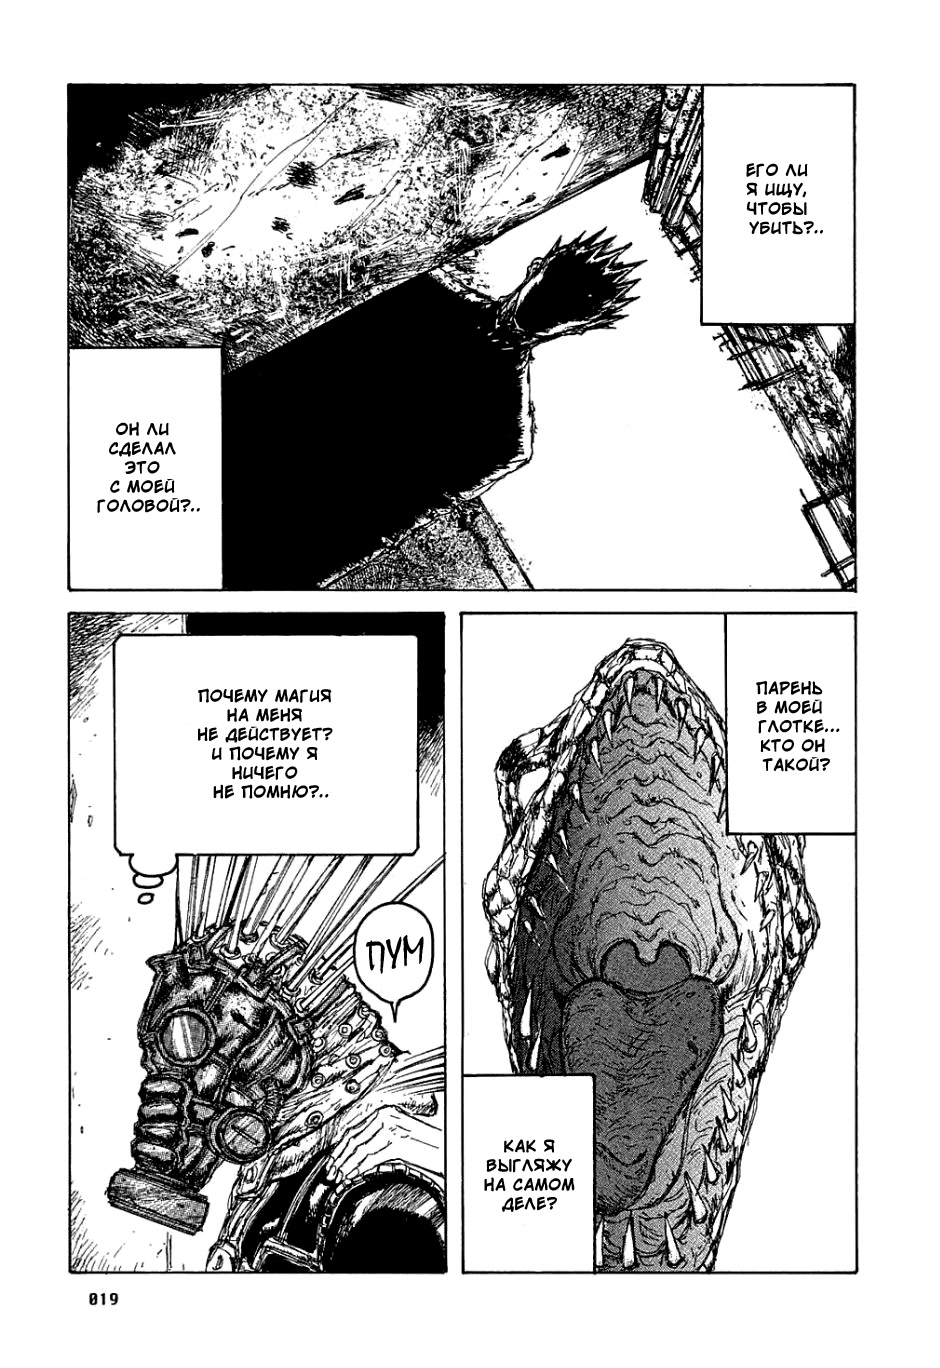 ЕГО ЛИ
Я ИЩУ,
ЧТОБЫ
УБИТЬ?..
ОН ЛИ
СДЕЛАЛ
ЭТО
С МОЕЙ
ГОЛОВОЙ?..
ПАРЕНЬ
В МОЕЙ
ГЛОТКЕ...
КТО ОН
ТАКОЙ?
КАК Я
ВЫГЛЯЖУ
НА САМОМ
ДЕЛЕ?
ПОЧЕМУ МАГИЯ
НА МЕНЯ
НЕ ДЕЙСТВУЕТ?
И ПОЧЕМУ Я
НИЧЕГО
НЕ ПОМНЮ?..
ПУМ
019